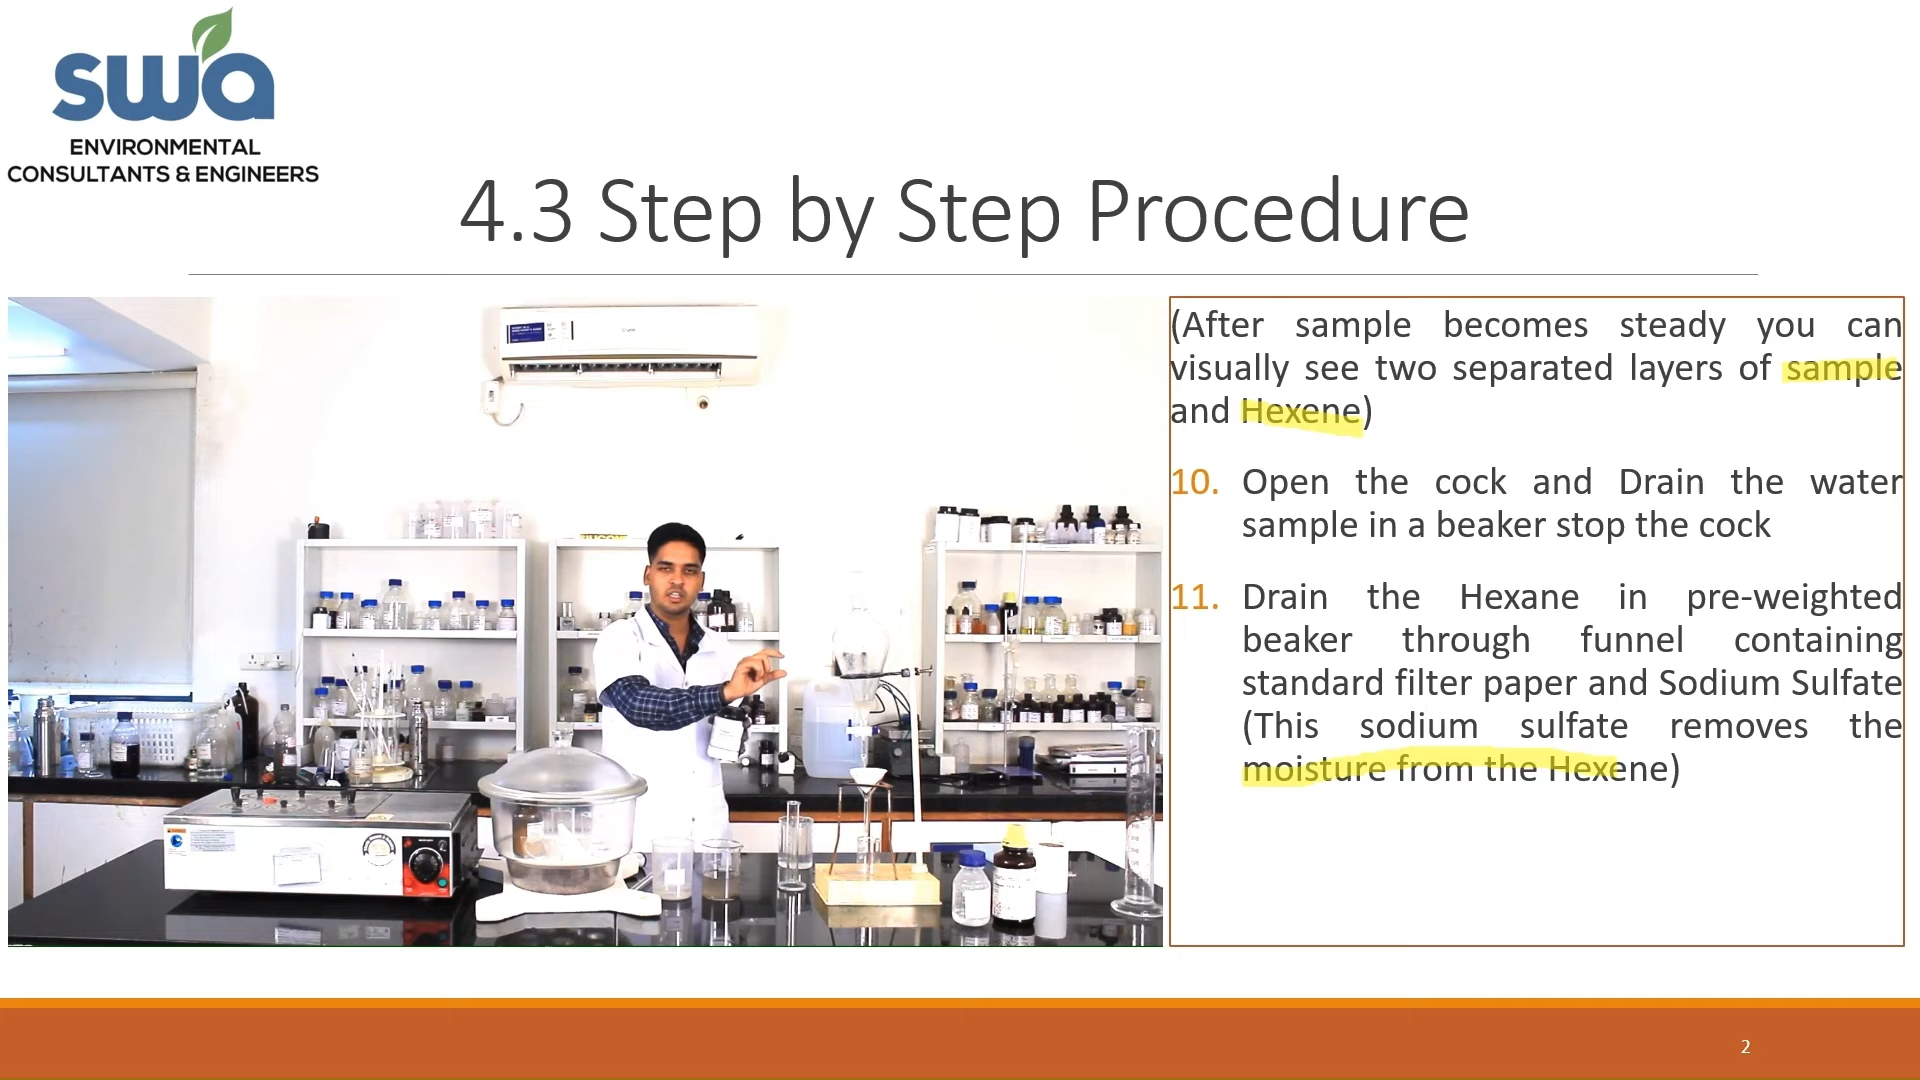 swa
ENVIRONMENTAL
CONSULTANTS & ENGINEERS
4.3 Step by Step Procedure
(After sample becomes steady you can
visually see two separated layers of sample
and Hexene)
10. Open the cock and Drain the water
sample in a beaker stop the cock
11. Drain the Hexane in pre-weighted
beaker through funnel containing
standard filter paper and Sodium Sulfate
(This sodium sulfate removes the
moisture from the Hexene)
2